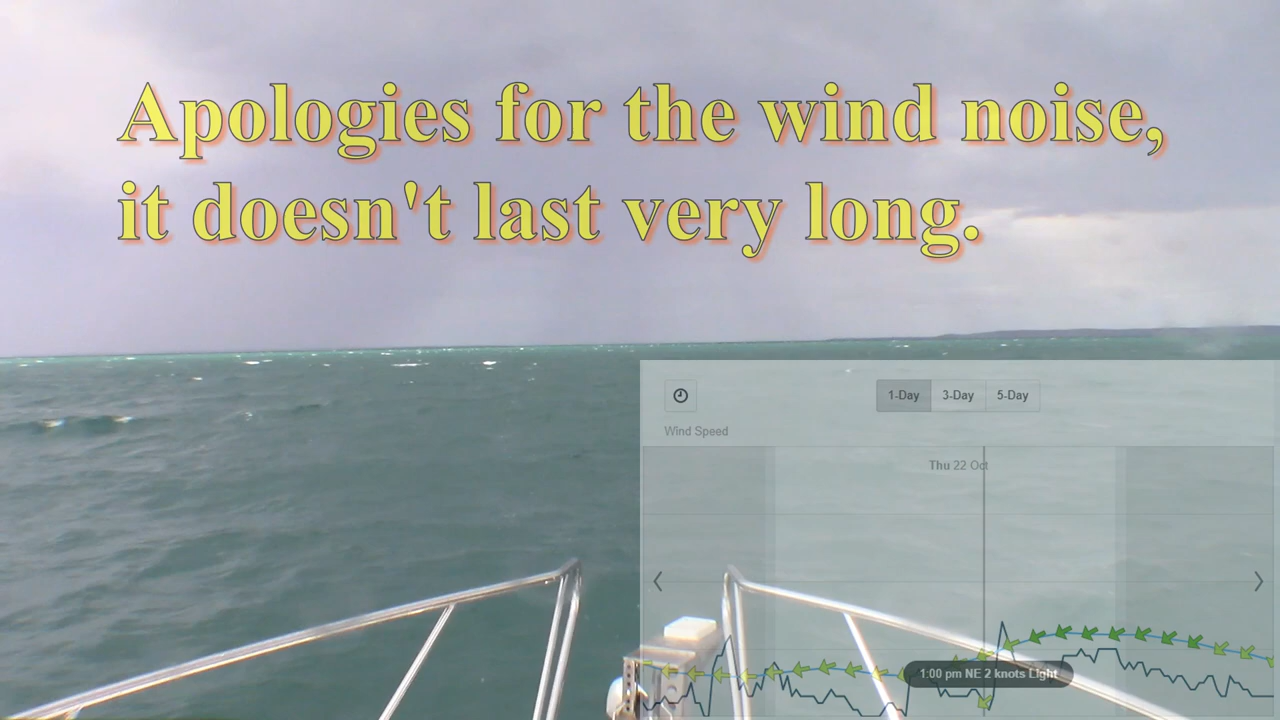 Apologies for the wind noise,
it doesn't last very long.
1-Day 3-Day 5-Day
Wind Speed
Thu 22 Oct
1:00 pm NE 2 knots Light